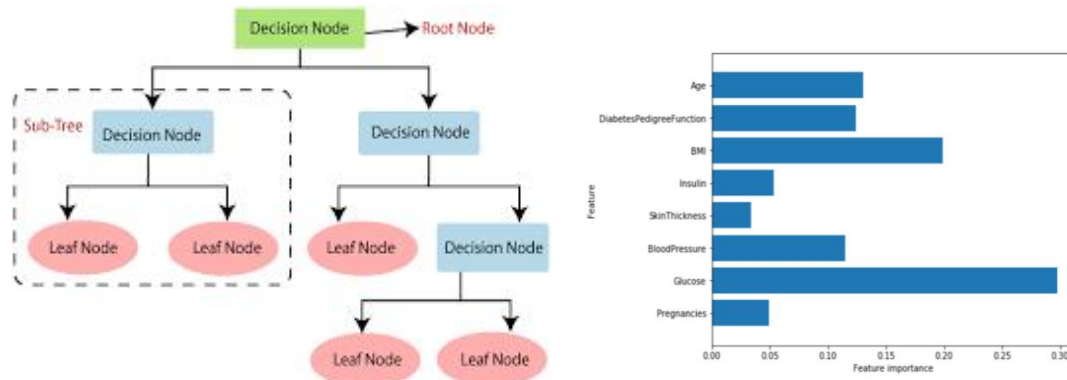 Decision Node
Root Node
Sub-Tree
Decision Node
Decision Node
Leaf Node
Leaf Node
Leaf Node
Decision Node
Leaf Node
Leaf Node
Feature
Age
DiabetesPedigreeFunction
BMI
Insulin
SkinThickness
BloodPressure
Glucose
Pregnancies
0.00 0.05 0.10 0.15 0.20 0.25 0.30
Feature importance